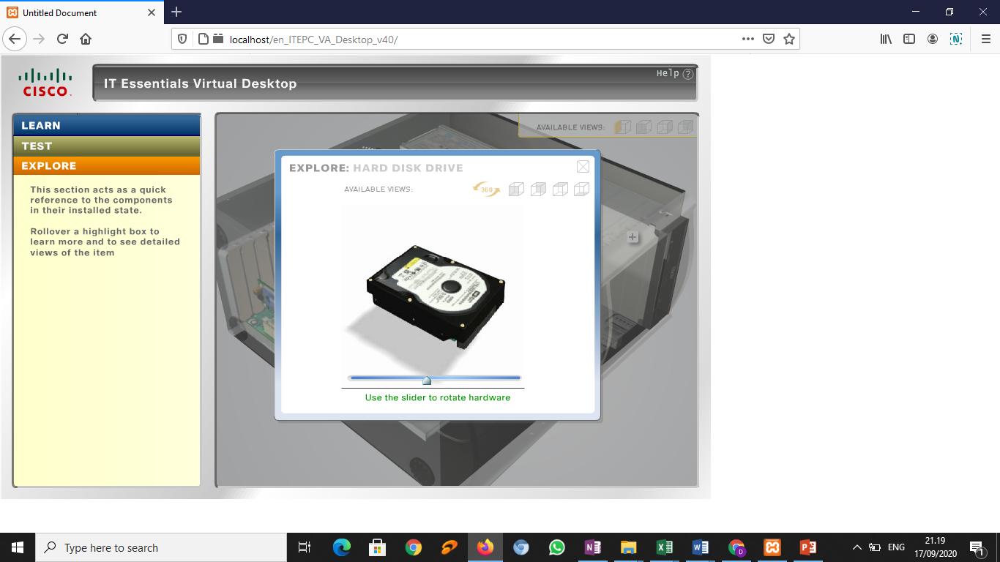 Untitled Document
localhost/en_ITEPC_VA_Desktop_v40/
CISCO
IT Essentials Virtual Desktop
Help ?
LEARN
TEST
EXPLORE
This section acts as a quick
reference to the components
in their installed state.
Rollover a highlight box to
learn more and to see detailed
views of the item
AVAILABLE VIEWS:
EXPLORE: HARD DISK DRIVE
AVAILABLE VIEWS:
360
Use the slider to rotate hardware
Type here to search
ENG
21.19
17/09/2020
1